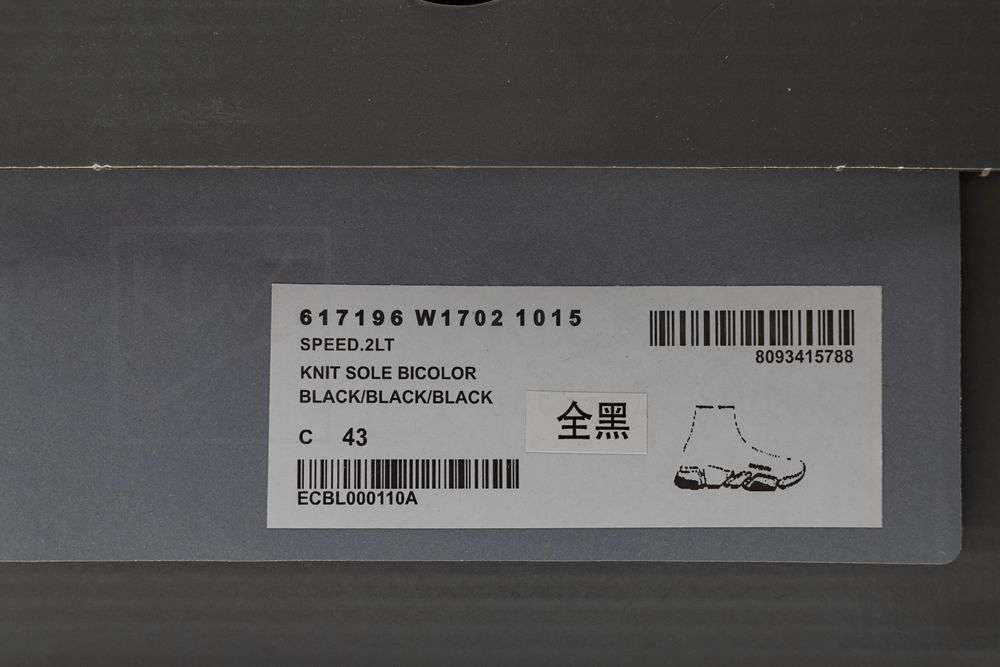 617196 W1702 1015
SPEED.2LT
KNIT SOLE BICOLOR
BLACK/BLACK/BLACK
C 43
ECBL000110A
8093415788
全黑